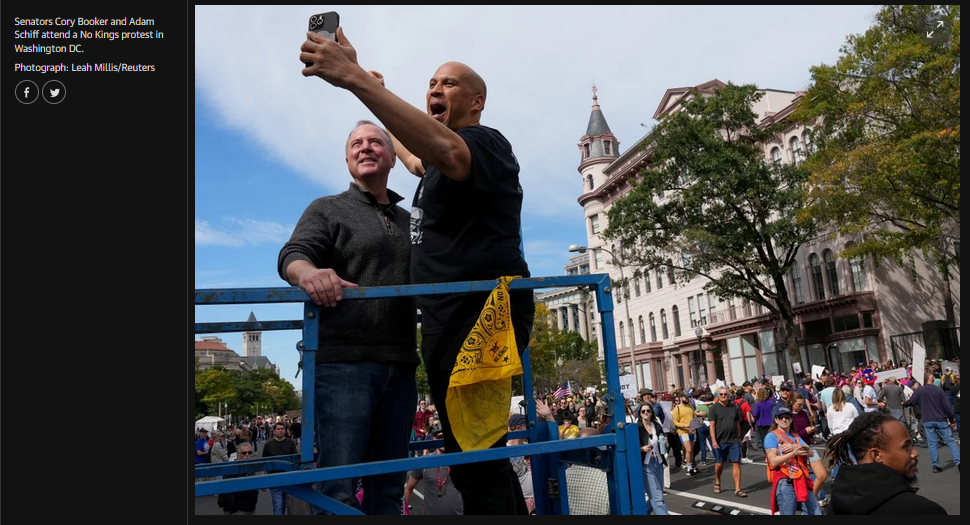 Senators Cory Booker and Adam
Schiff attend a No Kings protest in
Washington DC.
Photograph: Leah Millis/Reuters